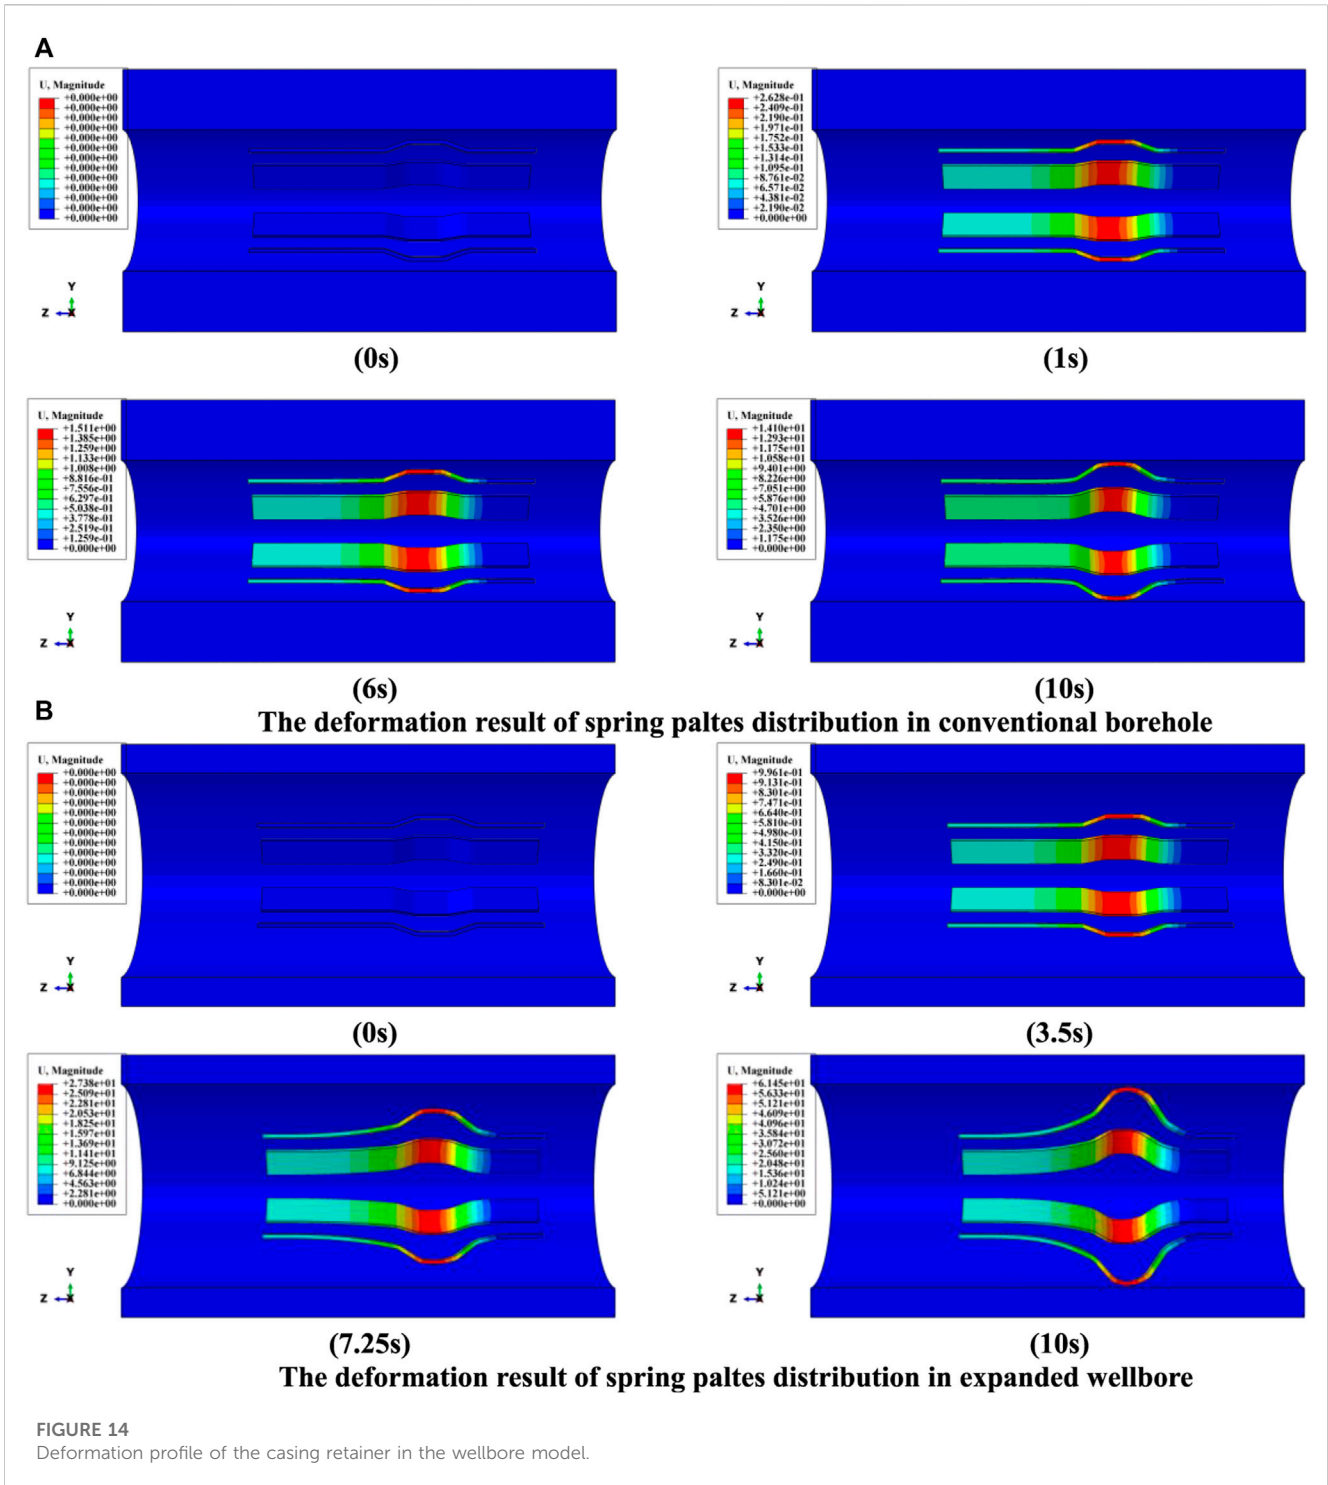 A
U, Magnitude
+0.000e+00
+0.000e+00
+0.000e+00
+0.000e+00
+0.000e+00
+0.000e+00
+0.000e+00
+0.000e+00
+0.000e+00
+0.000e+00
+0.000e+00
+0.000e+00
+0.000e+00
Y
Z
X
(0s)
U, Magnitude
+2.628e-01
+2.409e-01
+2.190e-01
+1.971e-01
+1.752e-01
+1.533e-01
+1.314e-01
+1.095e-01
+8.761e-02
+6.571e-02
+4.381e-02
+2.190e-02
+0.000e+00
Y
Z
X
(1s)
U, Magnitude
+1.511e+00
+1.385e+00
+1.259e+00
+1.133e+00
+1.008e+00
+8.816e-01
+7.556e-01
+6.297e-01
+5.038e-01
+3.778e-01
+2.519e-01
+1.259e-01
+0.000e+00
Y
Z
X
(6s)
U, Magnitude
+1.410e+01
+1.293e+01
+1.175e+01
+1.058e+01
+9.401e+00
+8.226e+00
+7.051e+00
+5.876e+00
+4.701e+00
+3.526e+00
+2.350e+00
+1.175e+00
+0.000e+00
Y
Z
X
(10s)
The deformation result of spring paltes distribution in conventional borehole
B
U, Magnitude
+0.000e+00
+0.000e+00
+0.000e+00
+0.000e+00
+0.000e+00
+0.000e+00
+0.000e+00
+0.000e+00
+0.000e+00
+0.000e+00
+0.000e+00
+0.000e+00
+0.000e+00
Y
Z
X
(0s)
U, Magnitude
+9.961e-01
+9.131e-01
+8.301e-01
+7.471e-01
+6.640e-01
+5.810e-01
+4.980e-01
+4.150e-01
+3.320e-01
+2.490e-01
+1.660e-01
+8.301e-02
+0.000e+00
Y
Z
X
(3.5s)
U, Magnitude
+2.738e+01
+2.509e+01
+2.281e+01
+2.053e+01
+1.825e+01
+1.597e+01
+1.369e+01
+1.141e+01
+9.125e+00
+6.844e+00
+4.563e+00
+2.281e+00
+0.000e+00
Y
Z
X
(7.25s)
U, Magnitude
+6.145e+01
+5.633e+01
+5.121e+01
+4.609e+01
+4.096e+01
+3.584e+01
+3.072e+01
+2.560e+01
+2.048e+01
+1.536e+01
+1.024e+01
+5.121e+00
+0.000e+00
Y
Z
X
(10s)
The deformation result of spring paltes distribution in expanded wellbore
FIGURE 14
Deformation profile of the casing retainer in the wellbore model.